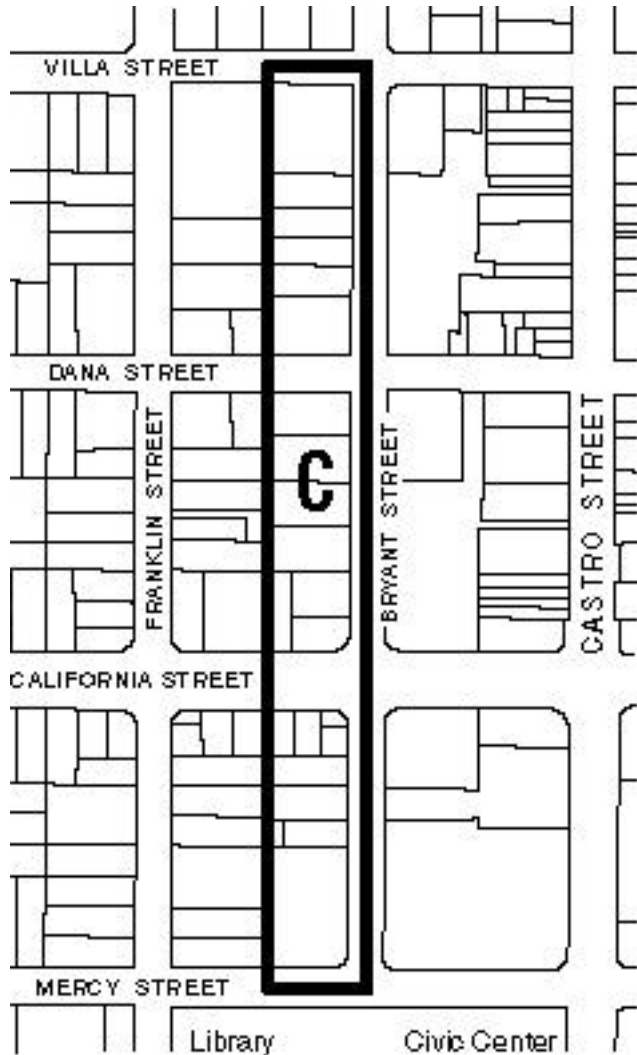 VILLA STREET
DANA STREET
FRANKLIN STREET
C
BRYANT STREET
CASTRO STREET
CALIFORNIA STREET
MERCY STREET
Library
Civic Center